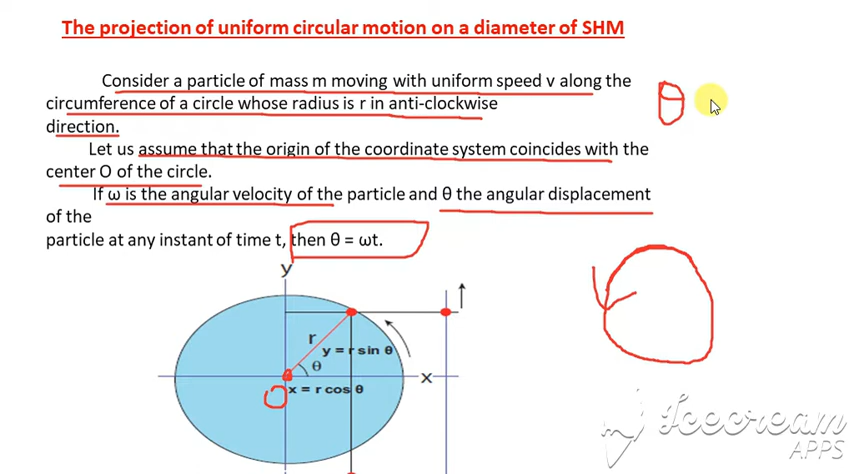 The projection of uniform circular motion on a diameter of SHM
Consider a particle of mass m moving with uniform speed v along the
circumference of a circle whose radius is r in anti-clockwise
direction.
Let us assume that the origin of the coordinate system coincides with the
center O of the circle.
If ω is the angular velocity of the particle and θ the angular displacement
of the
particle at any instant of time t, then θ = ωt.
θ
y
r
y = r sin θ
θ
x
O
x = r cos θ
Icecream
APPS